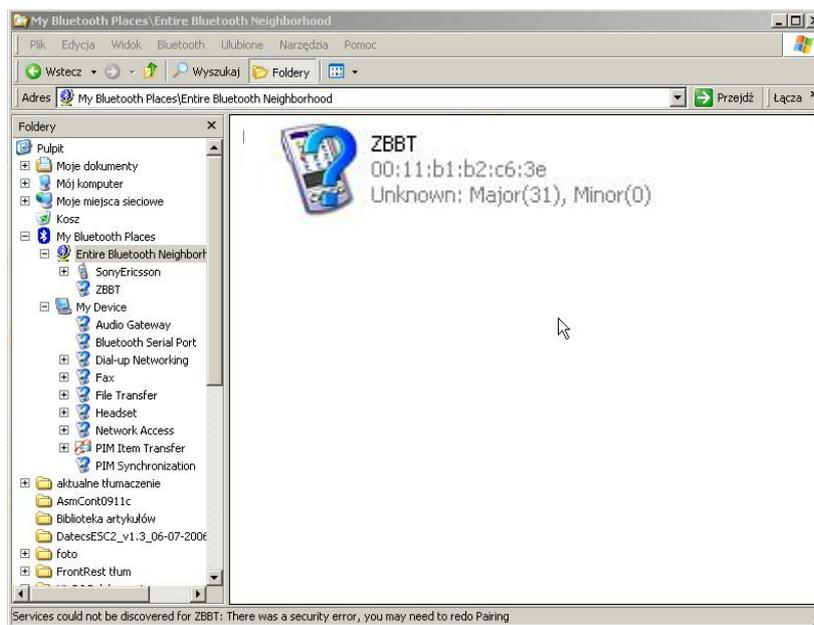 My Bluetooth Places\Entire Bluetooth Neighborhood
Plik Edycja Widok Bluetooth Ulubione Narzędzia Pomoc
Wstecz Wyszukaj Foldery
Adres My Bluetooth Places\Entire Bluetooth Neighborhood Przejdź Łącza
Foldery
Pulpit
Moje dokumenty
Mój komputer
Moje miejsca sieciowe
Kosz
My Bluetooth Places
Entire Bluetooth Neighborh
SonyEricsson
ZBBT
My Device
Audio Gateway
Bluetooth Serial Port
Dial-up Networking
Fax
File Transfer
Headset
Network Access
PIM Item Transfer
PIM Synchronization
aktualne tłumaczenie
AsmCont0911c
Biblioteka artykułów
DatecsESC2_v1.3_06-07-2006
foto
FrontRest tłum
ZBBT
00:11:b1:b2:c6:3e
Unknown: Major(31), Minor(0)
Services could not be discovered for ZBBT: There was a security error, you may need to redo Pairing